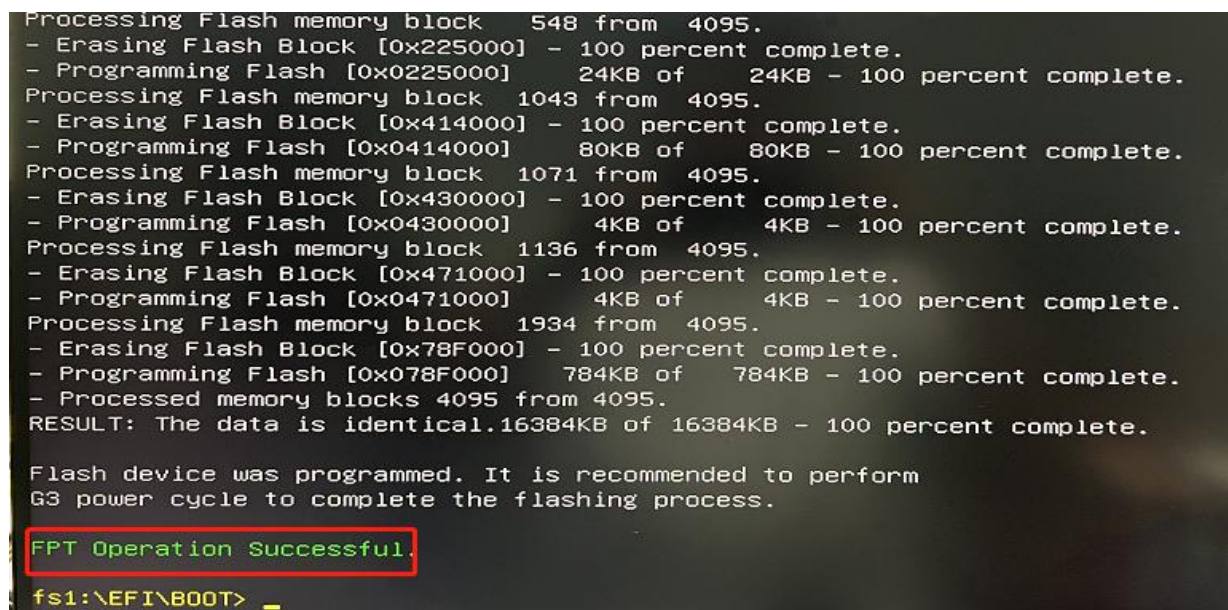 Processing Flash memory block   548 from  4095.
- Erasing Flash Block [0x225000] - 100 percent complete.
- Programming Flash [0x0225000]     24KB of     24KB - 100 percent complete.
Processing Flash memory block  1043 from  4095.
- Erasing Flash Block [0x414000] - 100 percent complete.
- Programming Flash [0x0414000]     80KB of     80KB - 100 percent complete.
Processing Flash memory block  1071 from  4095.
- Erasing Flash Block [0x430000] - 100 percent complete.
- Programming Flash [0x0430000]      4KB of      4KB - 100 percent complete.
Processing Flash memory block  1136 from  4095.
- Erasing Flash Block [0x471000] - 100 percent complete.
- Programming Flash [0x0471000]      4KB of      4KB - 100 percent complete.
Processing Flash memory block  1934 from  4095.
- Erasing Flash Block [0x78F000] - 100 percent complete.
- Programming Flash [0x078F000]    784KB of    784KB - 100 percent complete.
- Processed memory blocks 4095 from 4095.
RESULT: The data is identical.16384KB of 16384KB - 100 percent complete.
Flash device was programmed. It is recommended to perform
G3 power cycle to complete the flashing process.
FPT Operation Successful.
fs1:\EFI\BOOT> _